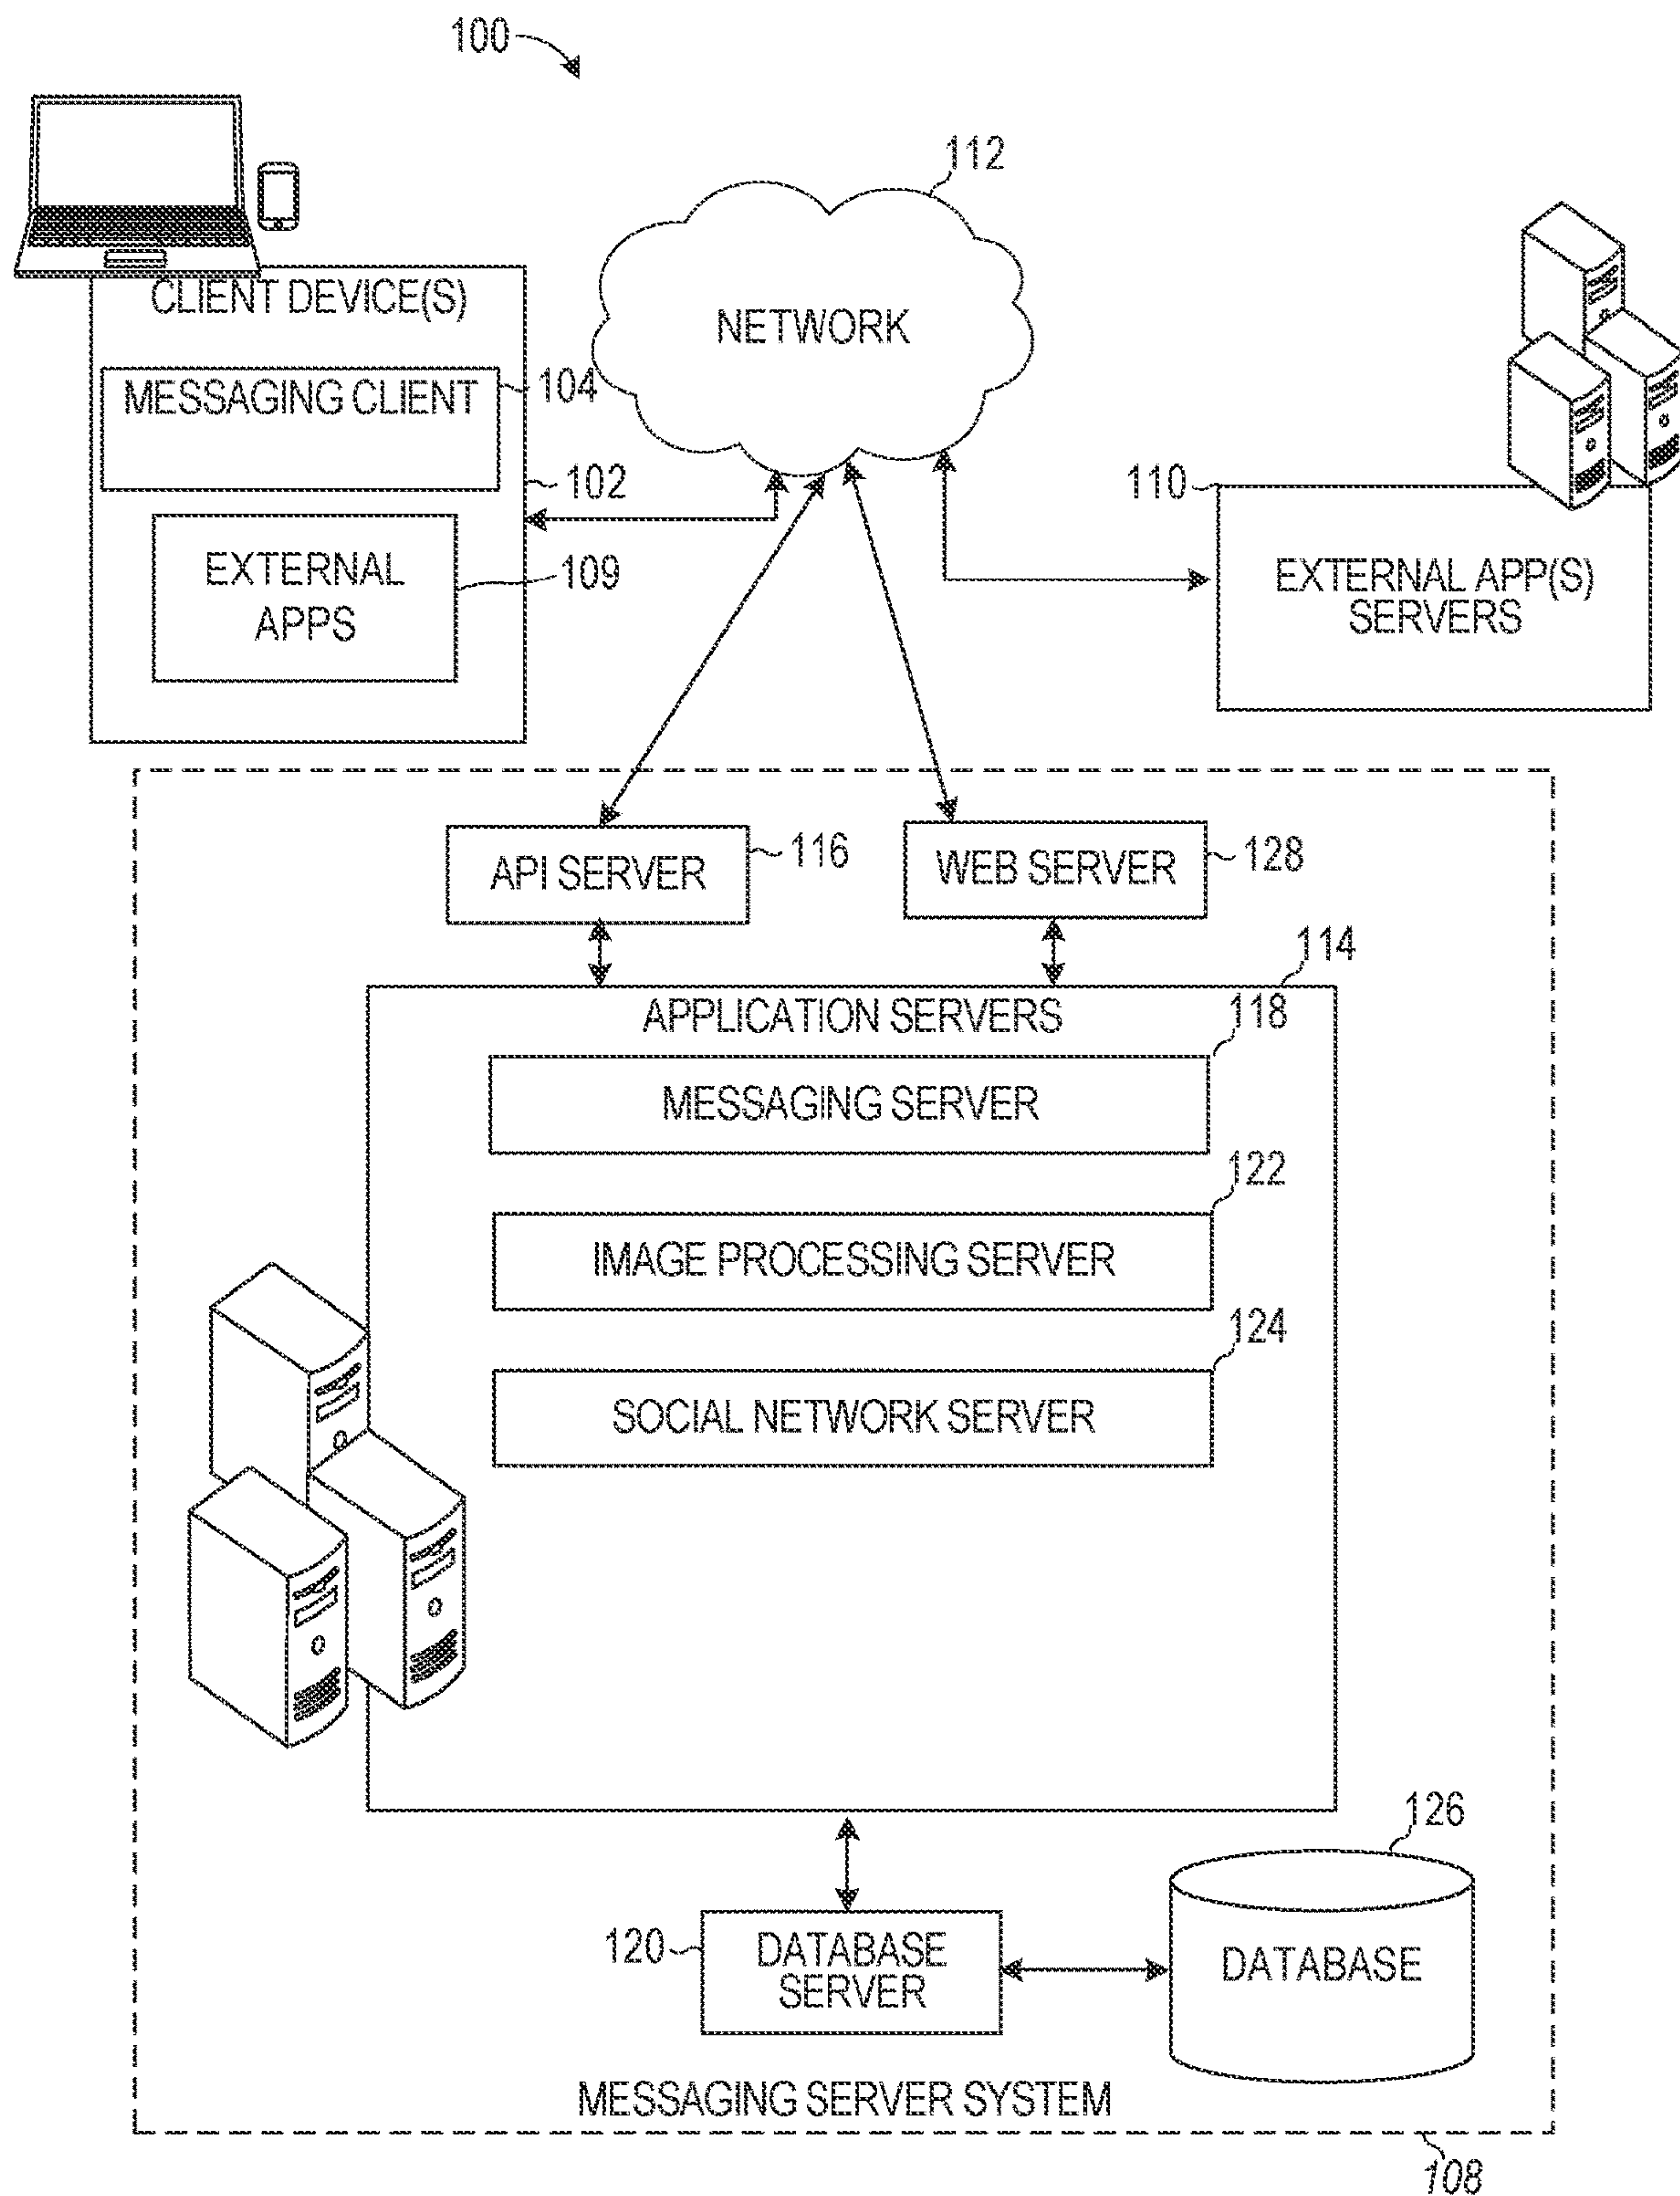 100
112
CLIENT DEVICE(S)
NETWORK
MESSAGING CLIENT
104
102
110
EXTERNAL
APPS
109
EXTERNAL APP(S)
SERVERS
API SERVER
116
WEB SERVER
128
114
APPLICATION SERVERS
118
MESSAGING SERVER
122
IMAGE PROCESSING SERVER
124
SOCIAL NETWORK SERVER
126
120
DATABASE
SERVER
DATABASE
MESSAGING SERVER SYSTEM
108